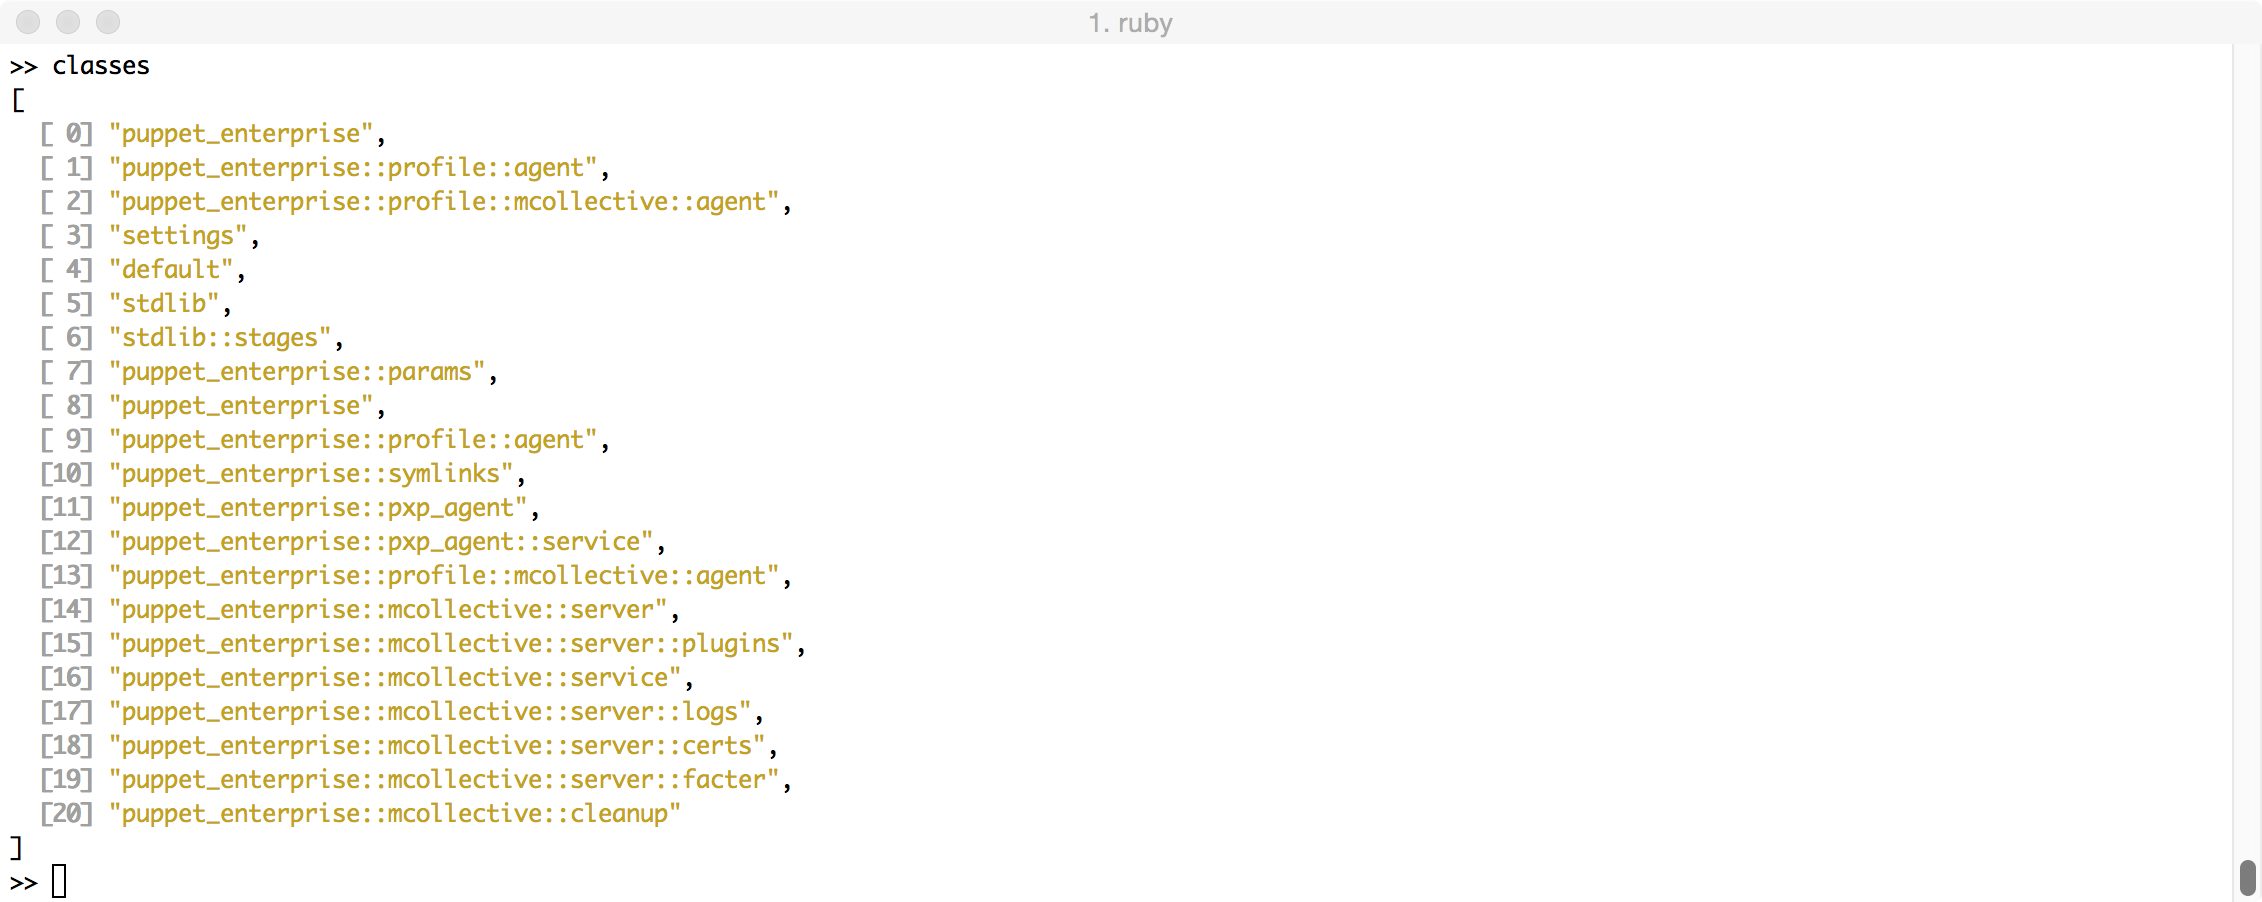 1. ruby
>> classes
[
[ 0] "puppet_enterprise",
[ 1] "puppet_enterprise::profile::agent",
[ 2] "puppet_enterprise::profile::mcollective::agent",
[ 3] "settings",
[ 4] "default",
[ 5] "stdlib",
[ 6] "stdlib::stages",
[ 7] "puppet_enterprise::params",
[ 8] "puppet_enterprise",
[ 9] "puppet_enterprise::profile::agent",
[10] "puppet_enterprise::symlinks",
[11] "puppet_enterprise::pxp_agent",
[12] "puppet_enterprise::pxp_agent::service",
[13] "puppet_enterprise::profile::mcollective::agent",
[14] "puppet_enterprise::mcollective::server",
[15] "puppet_enterprise::mcollective::server::plugins",
[16] "puppet_enterprise::mcollective::service",
[17] "puppet_enterprise::mcollective::server::logs",
[18] "puppet_enterprise::mcollective::server::certs",
[19] "puppet_enterprise::mcollective::server::facter",
[20] "puppet_enterprise::mcollective::cleanup"
]
>>